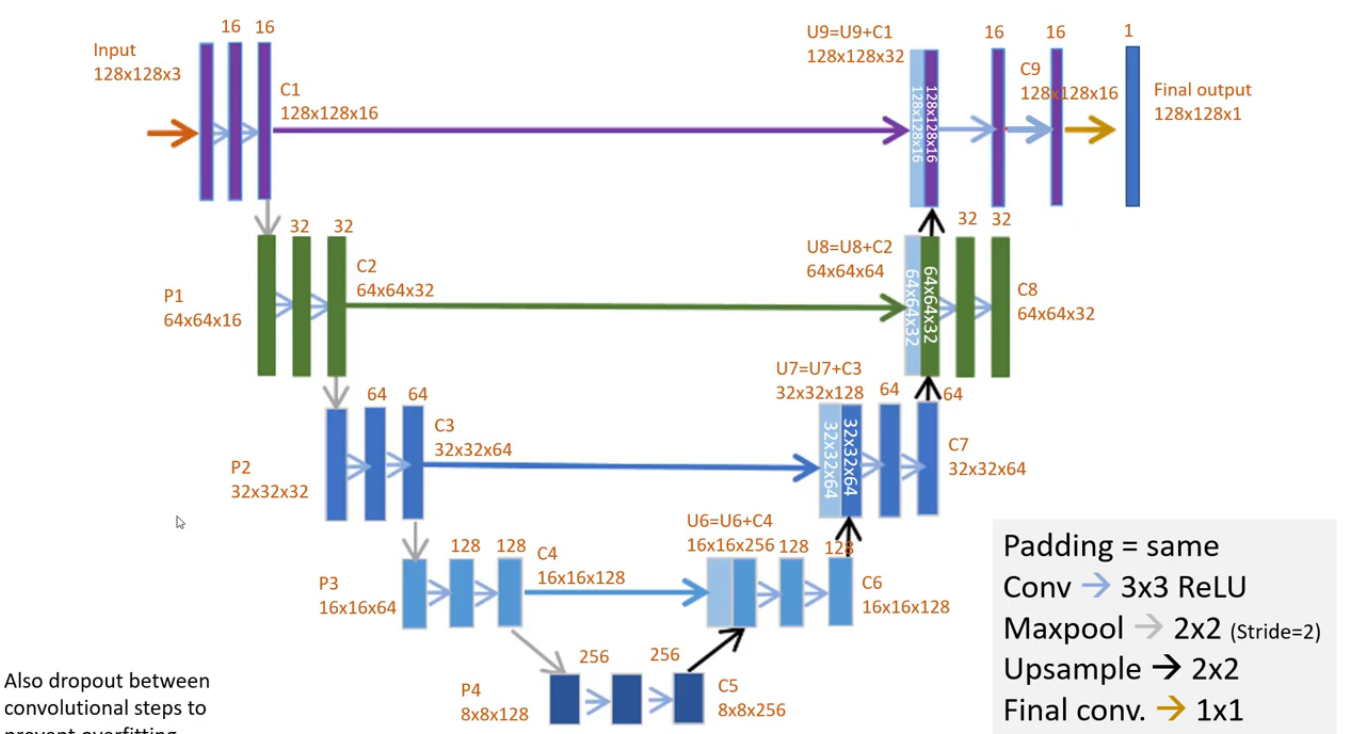 16 16
Input
128x128x3
C1
128x128x16
U9=U9+C1
128x128x32
128x128x16
128x128x16
16
16
C9
128x128x16
1
Final output
128x128x1
32
32
C2
64x64x32
P1
64x64x16
U8=U8+C2
64x64x64
64x64x32
64x64x32
32 32
C8
64x64x32
64
64
C3
32x32x64
P2
32x32x32
U7=U7+C3
32x32x128
32x32x64
32x32x64
64
64
C7
32x32x64
128
128
C4
16x16x128
P3
16x16x64
U6=U6+C4
16x16x256
128
128
C6
16x16x128
256
256
P4
8x8x128
C5
8x8x256
Also dropout between
convolutional steps to
prevent overfitting
Padding = same
Conv → 3x3 ReLU
Maxpool → 2x2 (Stride=2)
Upsample → 2x2
Final conv. → 1x1